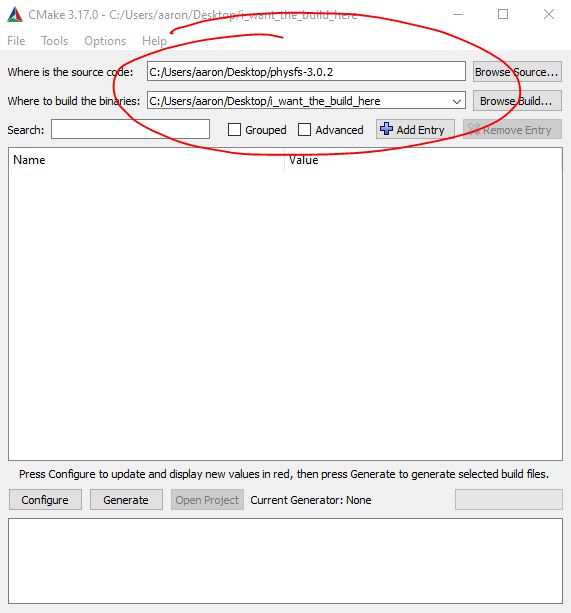 CMake 3.17.0 - C:/Users/aaron/Desktop/i_want_the_build_here
File Tools Options Help
Where is the source code: C:/Users/aaron/Desktop/physfs-3.0.2 Browse Source...
Where to build the binaries: C:/Users/aaron/Desktop/i_want_the_build_here Browse Build...
Search: Grouped Advanced Add Entry Remove Entry
Name Value
Press Configure to update and display new values in red, then press Generate to generate selected build files.
Configure Generate Open Project Current Generator: None